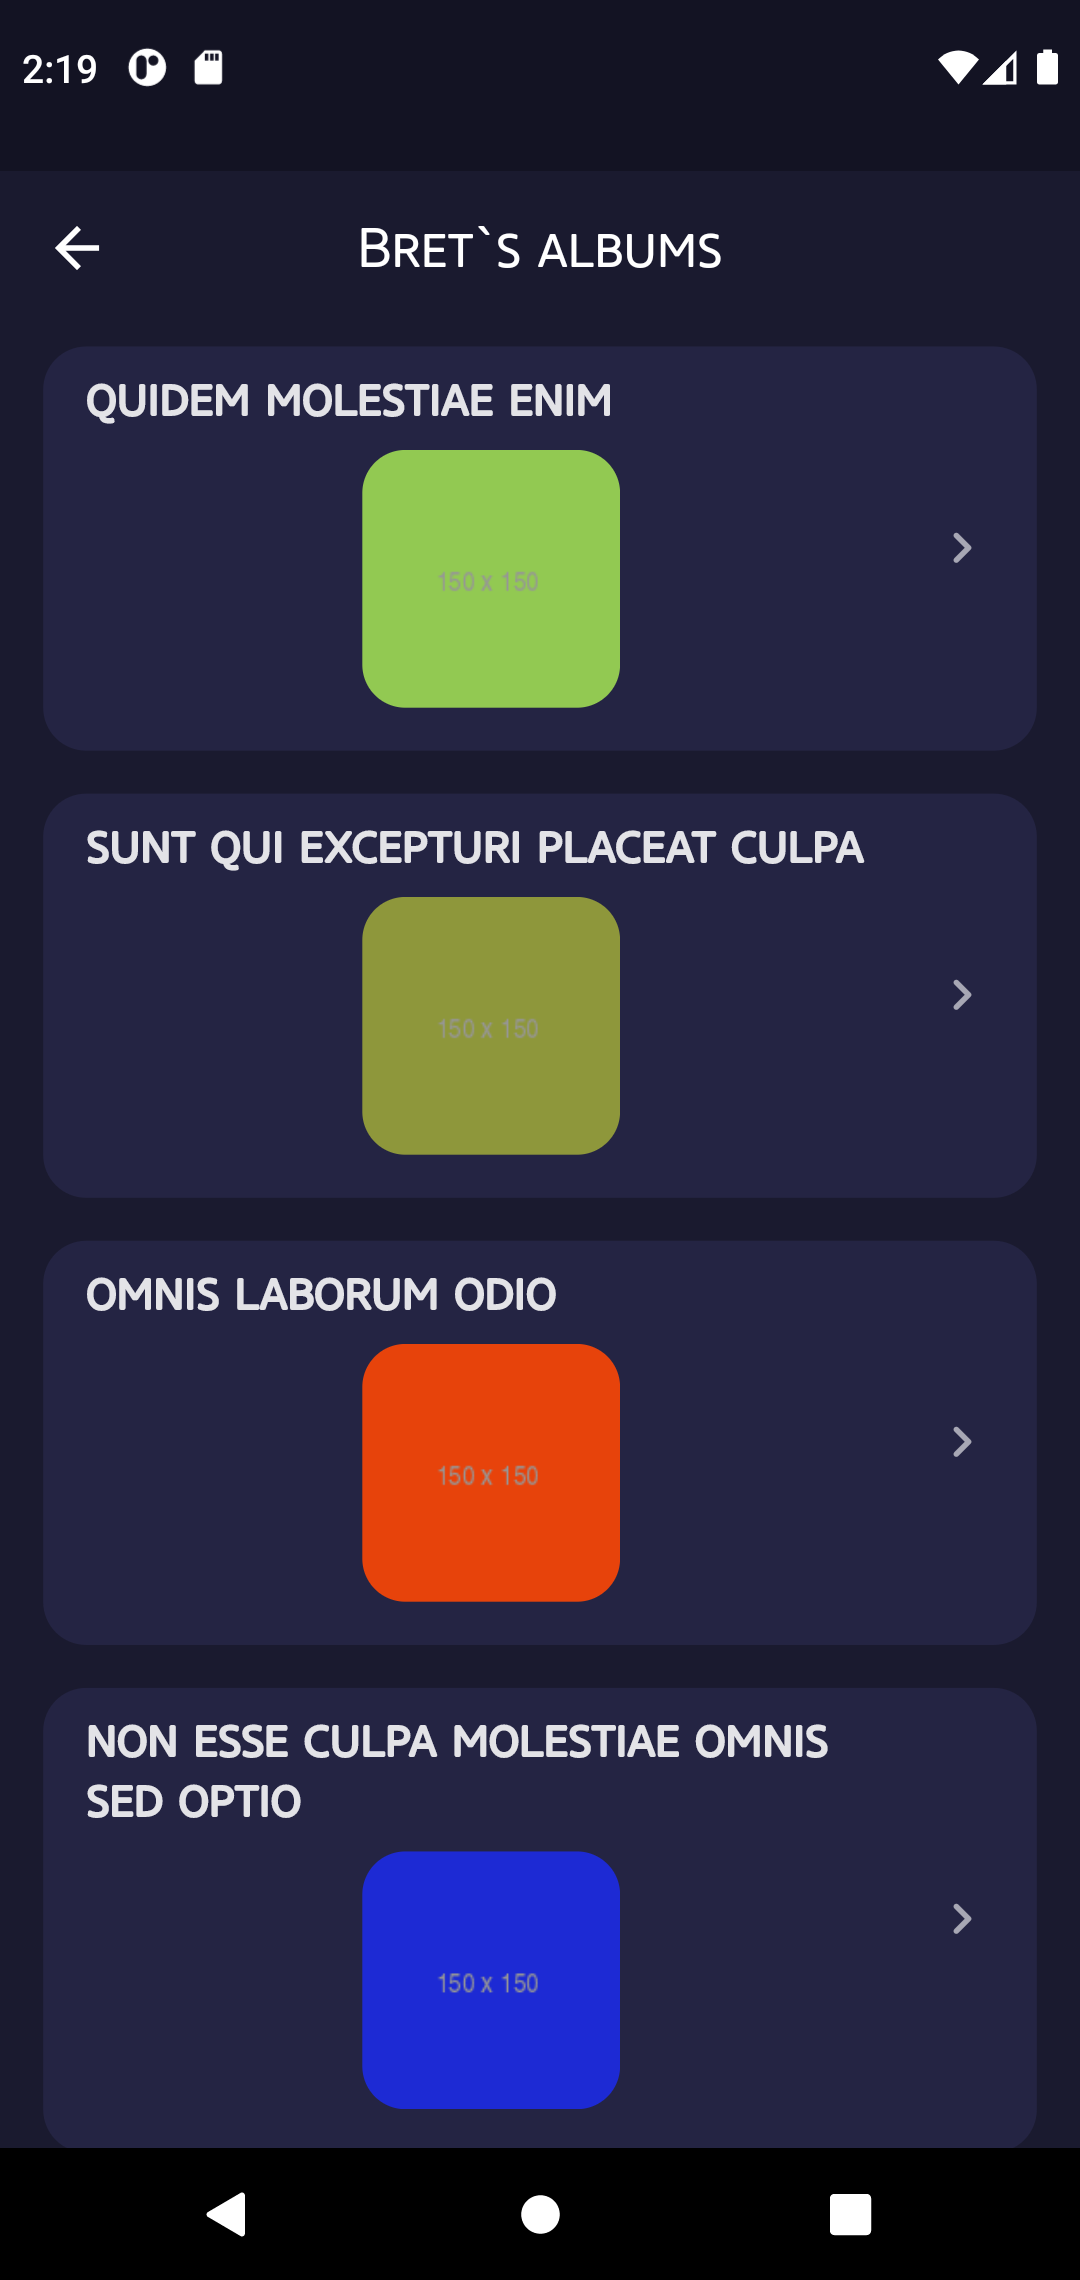 2:19
Bret`s albums
QUIDEM MOLESTIAE ENIM
150 x 150
SUNT QUI EXCEPTURI PLACEAT CULPA
150 x 150
OMNIS LABORUM ODIO
150 x 150
NON ESSE CULPA MOLESTIAE OMNIS
SED OPTIO
150 x 150